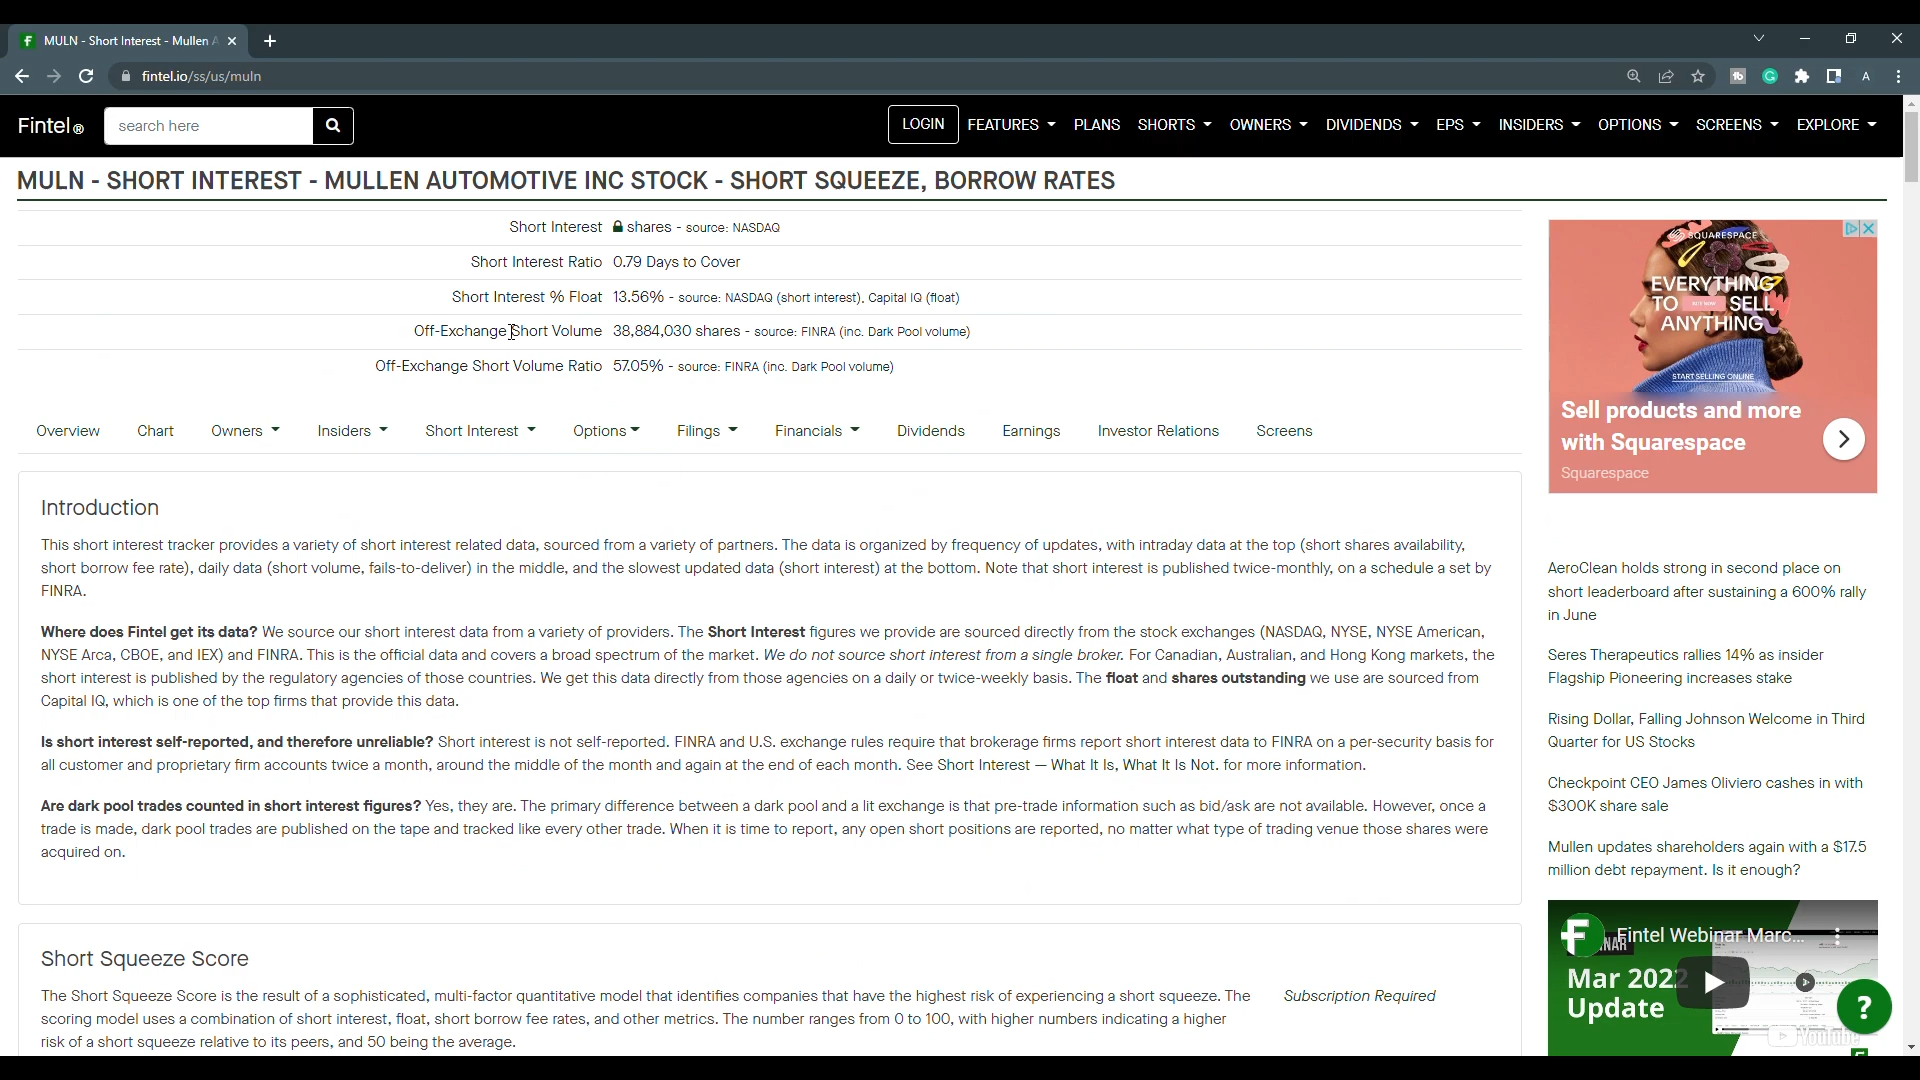 MULN - Short Interest - Mullen A
fintel.io/ss/us/muln
Fintel®
search here
LOGIN
FEATURES
PLANS
SHORTS
OWNERS
DIVIDENDS
EPS
INSIDERS
OPTIONS
SCREENS
EXPLORE
MULN - SHORT INTEREST - MULLEN AUTOMOTIVE INC STOCK - SHORT SQUEEZE, BORROW RATES
Short Interest shares - source: NASDAQ
Short Interest Ratio 0.79 Days to Cover
Short Interest % Float 13.56% - source: NASDAQ (short interest), Capital IQ (float)
Off-Exchange Short Volume 38,884,030 shares - source: FINRA (inc. Dark Pool volume)
Off-Exchange Short Volume Ratio 57.05% - source: FINRA (inc. Dark Pool volume)
Overview
Chart
Owners
Insiders
Short Interest
Options
Filings
Financials
Dividends
Earnings
Investor Relations
Screens
Introduction
This short interest tracker provides a variety of short interest related data, sourced from a variety of partners. The data is organized by frequency of updates, with intraday data at the top (short shares availability,
short borrow fee rate), daily data (short volume, fails-to-deliver) in the middle, and the slowest updated data (short interest) at the bottom. Note that short interest is published twice-monthly, on a schedule a set by
FINRA.
Where does Fintel get its data? We source our short interest data from a variety of providers. The Short Interest figures we provide are sourced directly from the stock exchanges (NASDAQ, NYSE, NYSE American,
NYSE Arca, CBOE, and IEX) and FINRA. This is the official data and covers a broad spectrum of the market. We do not source short interest from a single broker. For Canadian, Australian, and Hong Kong markets, the
short interest is published by the regulatory agencies of those countries. We get this data directly from those agencies on a daily or twice-weekly basis. The float and shares outstanding we use are sourced from
Capital IQ, which is one of the top firms that provide this data.
Is short interest self-reported, and therefore unreliable? Short interest is not self-reported. FINRA and U.S. exchange rules require that brokerage firms report short interest data to FINRA on a per-security basis for
all customer and proprietary firm accounts twice a month, around the middle of the month and again at the end of each month. See Short Interest — What It Is, What It Is Not. for more information.
Are dark pool trades counted in short interest figures? Yes, they are. The primary difference between a dark pool and a lit exchange is that pre-trade information such as bid/ask are not available. However, once a
trade is made, dark pool trades are published on the tape and tracked like every other trade. When it is time to report, any open short positions are reported, no matter what type of trading venue those shares were
acquired on.
Short Squeeze Score
The Short Squeeze Score is the result of a sophisticated, multi-factor quantitative model that identifies companies that have the highest risk of experiencing a short squeeze. The
scoring model uses a combination of short interest, float, short borrow fee rates, and other metrics. The number ranges from 0 to 100, with higher numbers indicating a higher
risk of a short squeeze relative to its peers, and 50 being the average.
Subscription Required
SQUARESPACE
EVERYTHING
TO BUY NOW SELL
ANYTHING
START SELLING ONLINE
Sell products and more
with Squarespace
Squarespace
AeroClean holds strong in second place on
short leaderboard after sustaining a 600% rally
in June
Seres Therapeutics rallies 14% as insider
Flagship Pioneering increases stake
Rising Dollar, Falling Johnson Welcome in Third
Quarter for US Stocks
Checkpoint CEO James Oliviero cashes in with
$300K share sale
Mullen updates shareholders again with a $17.5
million debt repayment. Is it enough?
Fintel Webinar Marc...
Mar 2022
Update
YouTube
?